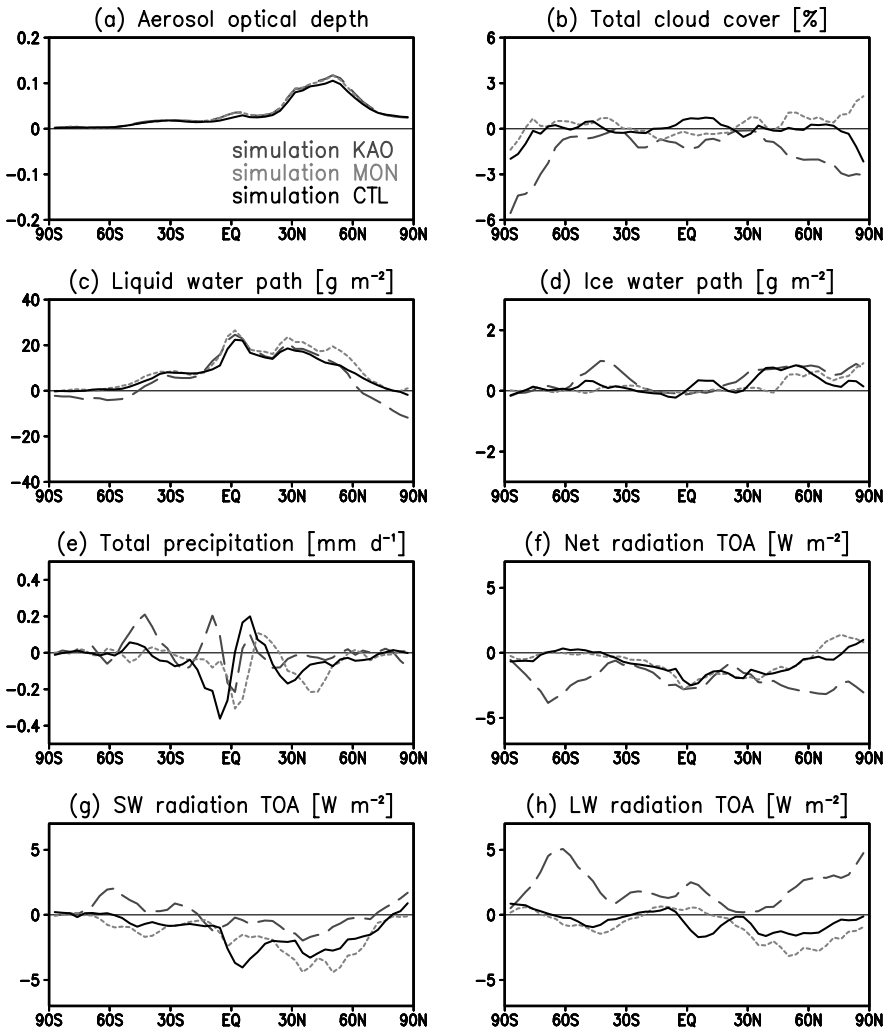 (a) Aerosol optical depth
0.2
0.1
0
−0.1
−0.2
simulation KAO
simulation MON
simulation CTL
90S 60S 30S EQ 30N 60N 90N
(b) Total cloud cover [%]
6
3
0
−3
−6
90S 60S 30S EQ 30N 60N 90N
(c) Liquid water path [g m⁻²]
40
20
0
−20
−40
90S 60S 30S EQ 30N 60N 90N
(d) Ice water path [g m⁻²]
2
0
−2
90S 60S 30S EQ 30N 60N 90N
(e) Total precipitation [mm d⁻¹]
0.4
0.2
0
−0.2
−0.4
90S 60S 30S EQ 30N 60N 90N
(f) Net radiation TOA [W m⁻²]
5
0
−5
90S 60S 30S EQ 30N 60N 90N
(g) SW radiation TOA [W m⁻²]
5
0
−5
90S 60S 30S EQ 30N 60N 90N
(h) LW radiation TOA [W m⁻²]
5
0
−5
90S 60S 30S EQ 30N 60N 90N